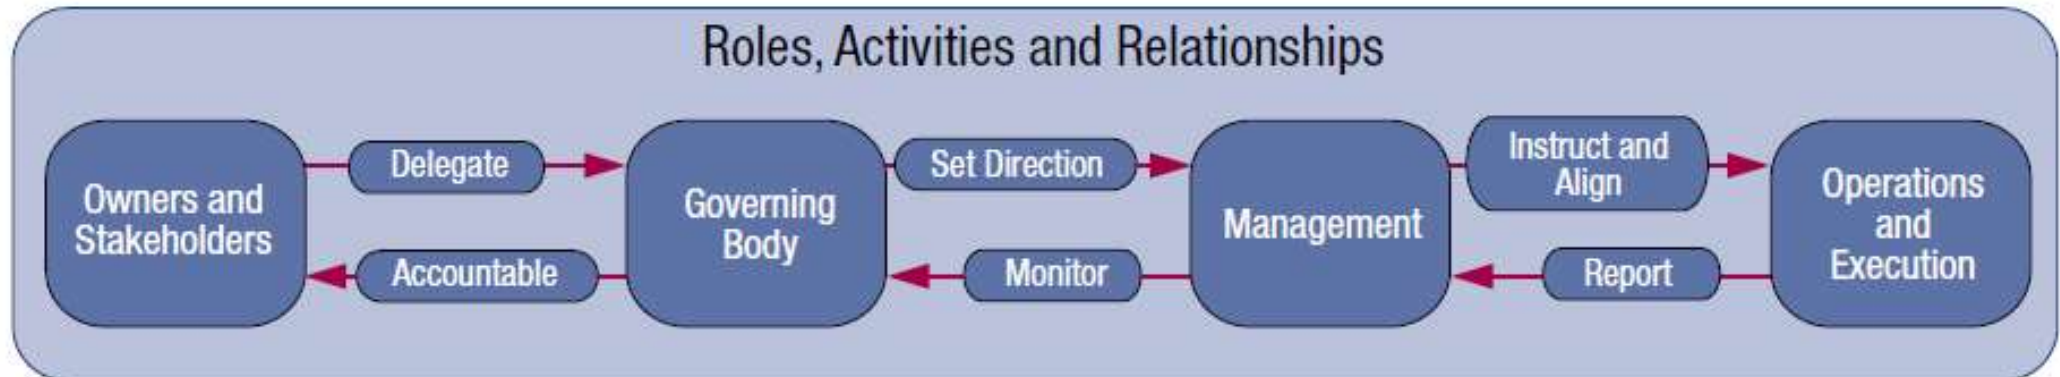 Roles, Activities and Relationships
Owners and
Stakeholders
Delegate
Accountable
Governing
Body
Set Direction
Monitor
Management
Instruct and
Align
Report
Operations
and
Execution